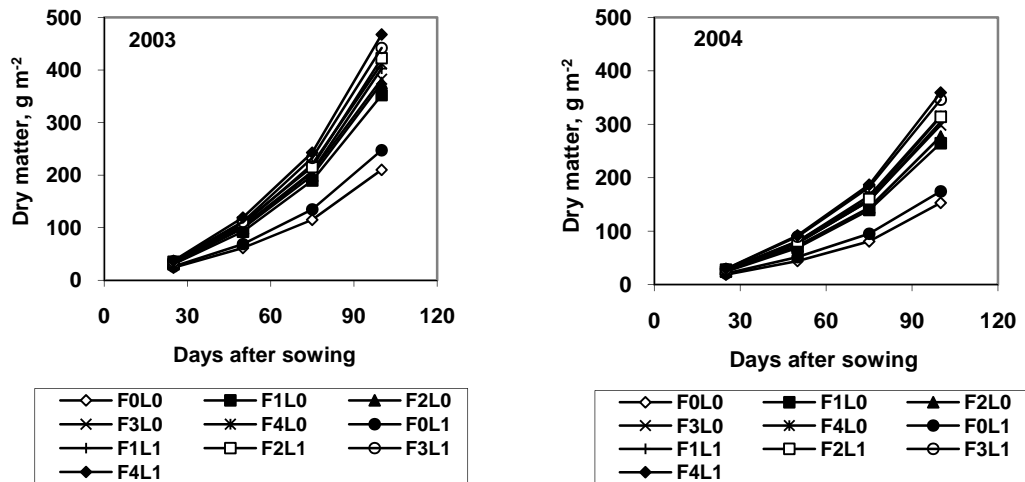 2003
500
400
300
200
100
0
Dry matter, g m-2
0 30 60 90 120
Days after sowing
F0L0 F1L0 F2L0
F3L0 F4L0 F0L1
F1L1 F2L1 F3L1
F4L1
2004
500
400
300
200
100
0
Dry matter, g m-2
0 30 60 90 120
Days after sowing
F0L0 F1L0 F2L0
F3L0 F4L0 F0L1
F1L1 F2L1 F3L1
F4L1